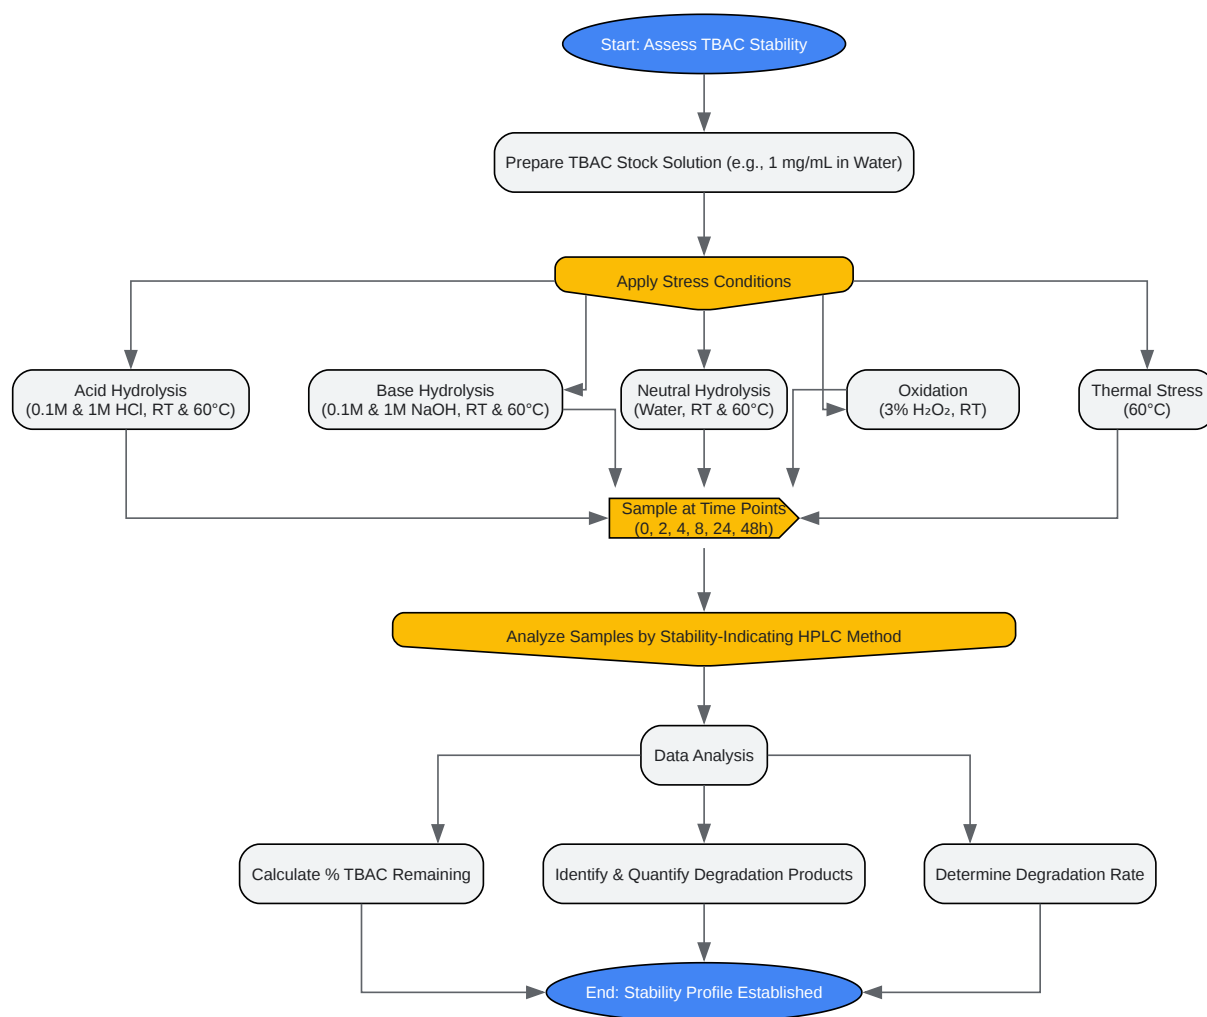 Start: Assess TBAC Stability
Prepare TBAC Stock Solution (e.g., 1 mg/mL in Water)
Apply Stress Conditions
Acid Hydrolysis
(0.1M & 1M HCl, RT & 60°C)
Base Hydrolysis
(0.1M & 1M NaOH, RT & 60°C)
Neutral Hydrolysis
(Water, RT & 60°C)
Oxidation
(3% H₂O₂, RT)
Thermal Stress
(60°C)
Sample at Time Points
(0, 2, 4, 8, 24, 48h)
Analyze Samples by Stability-Indicating HPLC Method
Data Analysis
Calculate % TBAC Remaining
Identify & Quantify Degradation Products
Determine Degradation Rate
End: Stability Profile Established